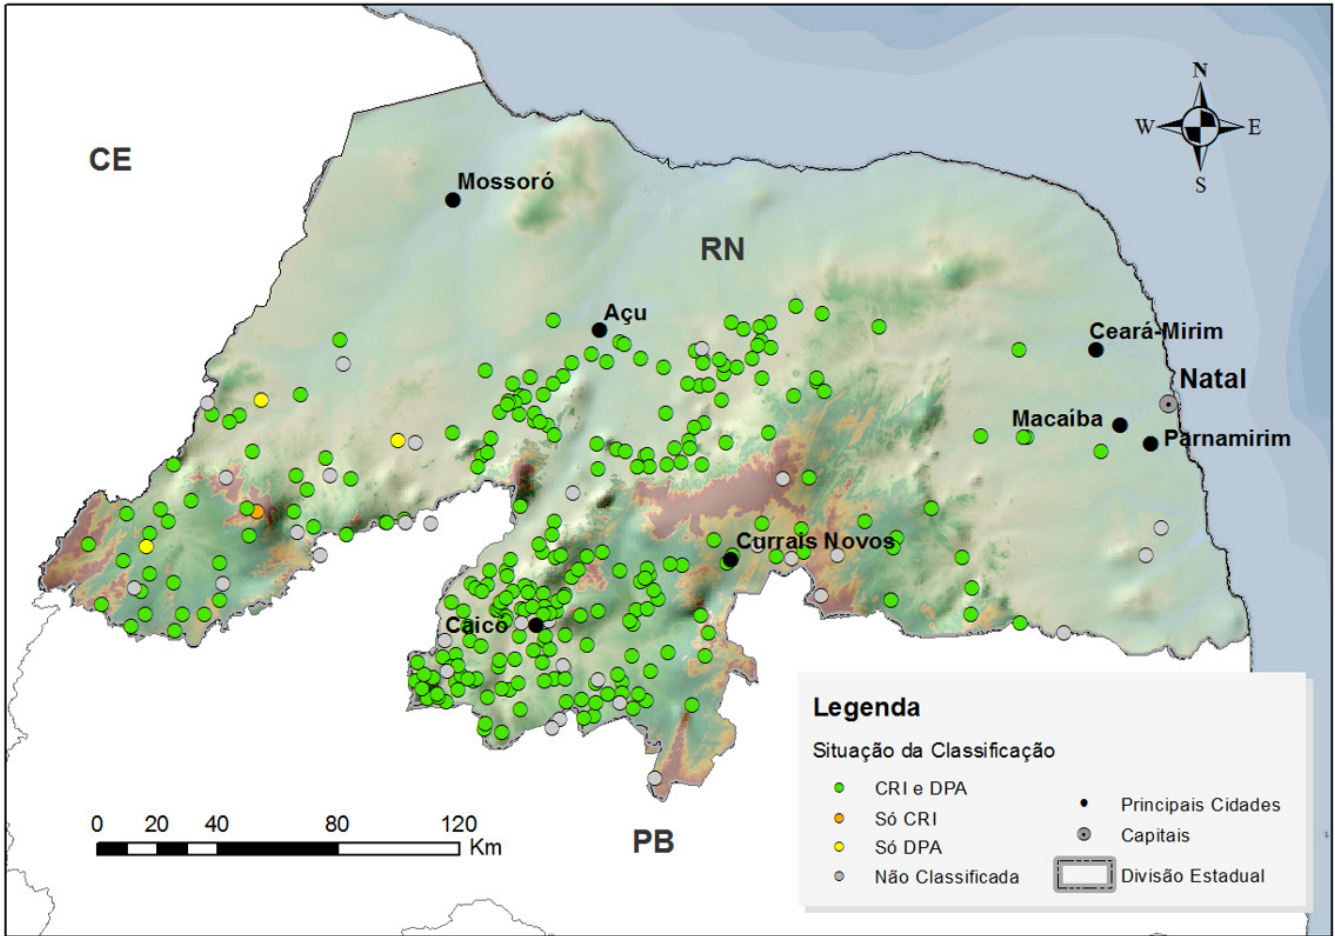 N
W E
S
CE
Mossoró
RN
Açu
Ceará-Mirim
Natal
Macaíba
Parnamirim
Currais Novos
Caicó
Legenda
Situação da Classificação
CRI e DPA
Só CRI
Só DPA
Não Classificada
Principais Cidades
Capitais
Divisão Estadual
0 20 40 80 120
Km
PB